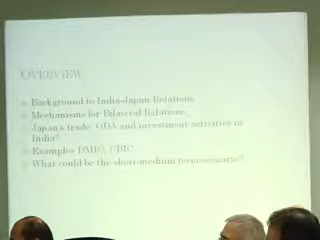 OVERVIEW
Background to India-Japan Relations
Mechanisms for Bilateral Relations
Japan's trade, ODA and investment activities in
India?
Examples DMIC, CBIC
What could be the short/medium term scenario?